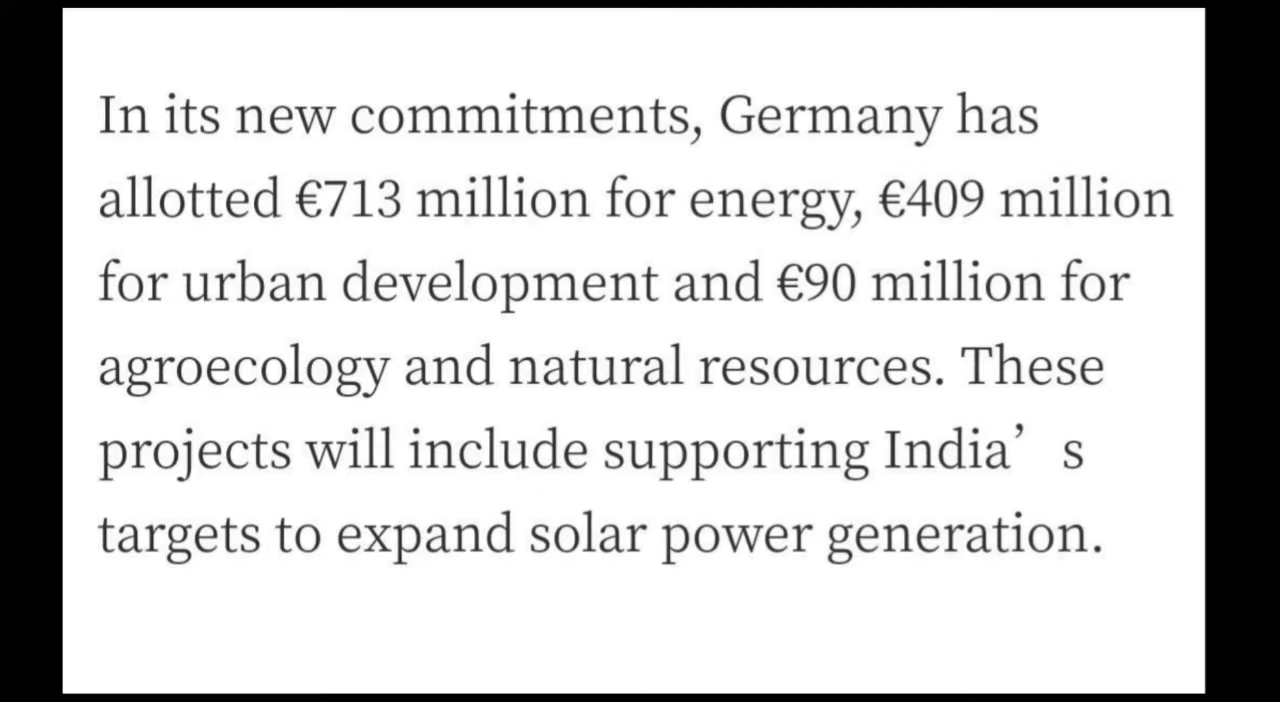 In its new commitments, Germany has
allotted €713 million for energy, €409 million
for urban development and €90 million for
agroecology and natural resources. These
projects will include supporting India’s
targets to expand solar power generation.